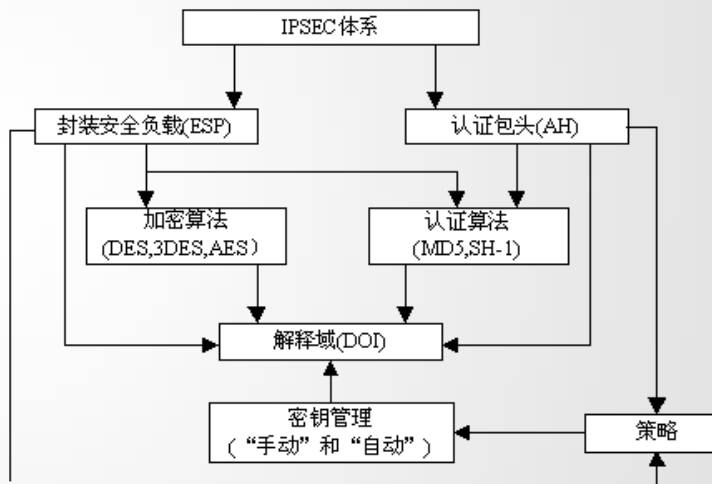 IPSEC体系
封装安全负载(ESP)
认证包头(AH)
加密算法
(DES,3DES,AES）
认证算法
(MD5,SH-1)
解释域(DOI)
密钥管理
(“手动”和“自动”)
策略